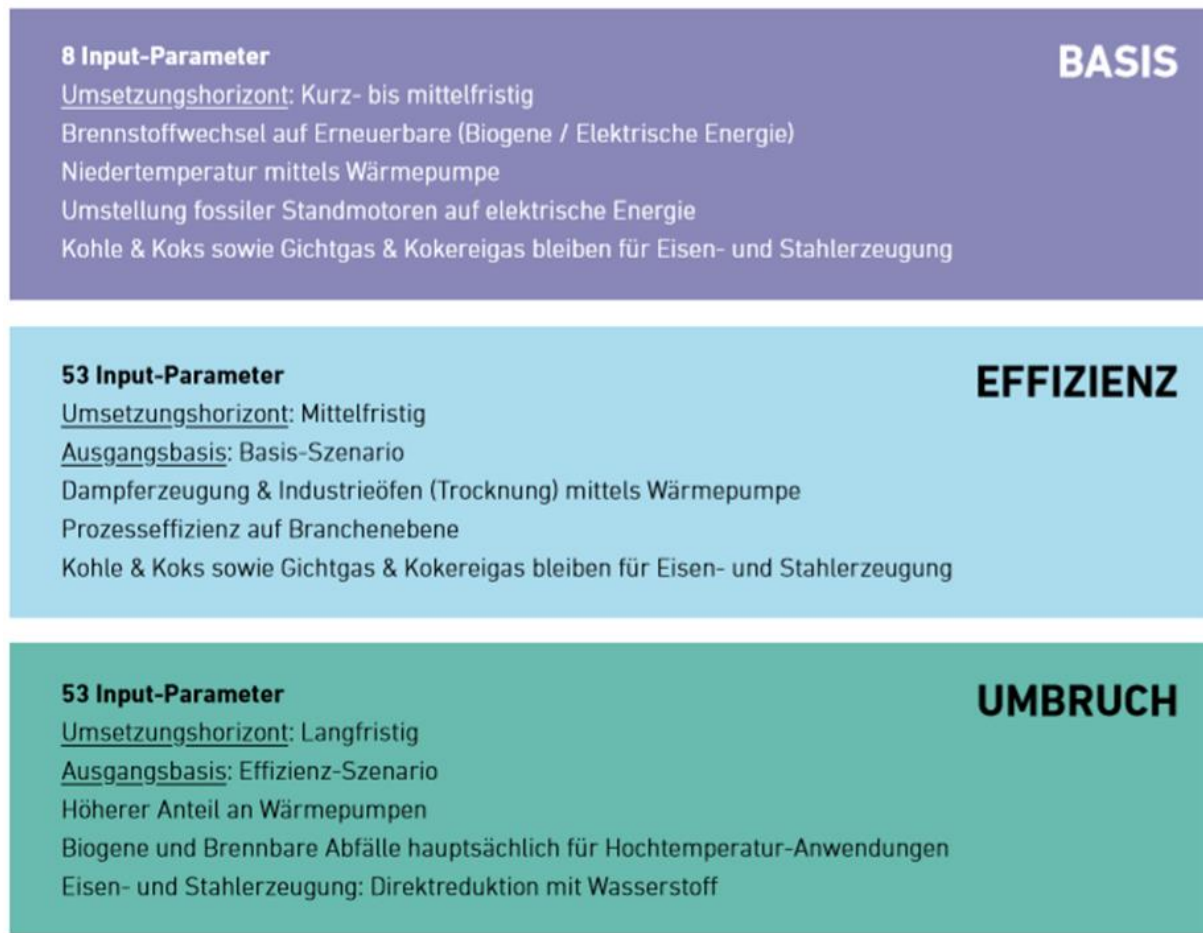 8 Input-Parameter
BASIS
Umsetzungshorizont: Kurz- bis mittelfristig
Brennstoffwechsel auf Erneuerbare (Biogene / Elektrische Energie)
Niedertemperatur mittels Wärmepumpe
Umstellung fossiler Standmotoren auf elektrische Energie
Kohle & Koks sowie Gichtgas & Kokereigas bleiben für Eisen- und Stahlerzeugung
53 Input-Parameter
EFFIZIENZ
Umsetzungshorizont: Mittelfristig
Ausgangsbasis: Basis-Szenario
Dampferzeugung & Industrieöfen (Trocknung) mittels Wärmepumpe
Prozesseffizienz auf Branchenebene
Kohle & Koks sowie Gichtgas & Kokereigas bleiben für Eisen- und Stahlerzeugung
53 Input-Parameter
UMBRUCH
Umsetzungshorizont: Langfristig
Ausgangsbasis: Effizienz-Szenario
Höherer Anteil an Wärmepumpen
Biogene und Brennbare Abfälle hauptsächlich für Hochtemperatur-Anwendungen
Eisen- und Stahlerzeugung: Direktreduktion mit Wasserstoff